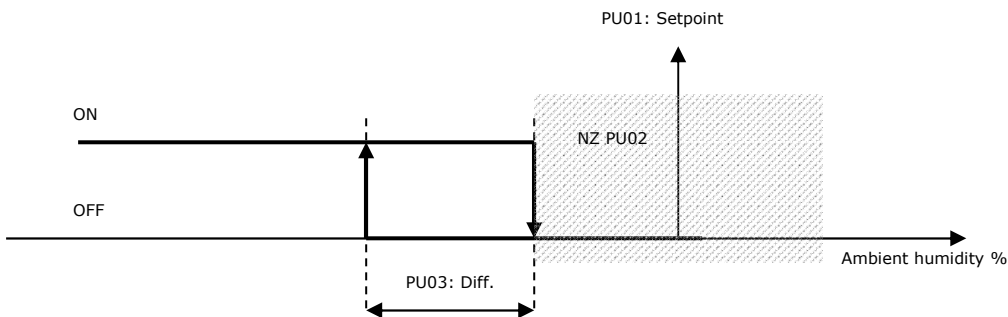 PU01: Setpoint
ON
NZ PU02
OFF
Ambient humidity %
PU03: Diff.